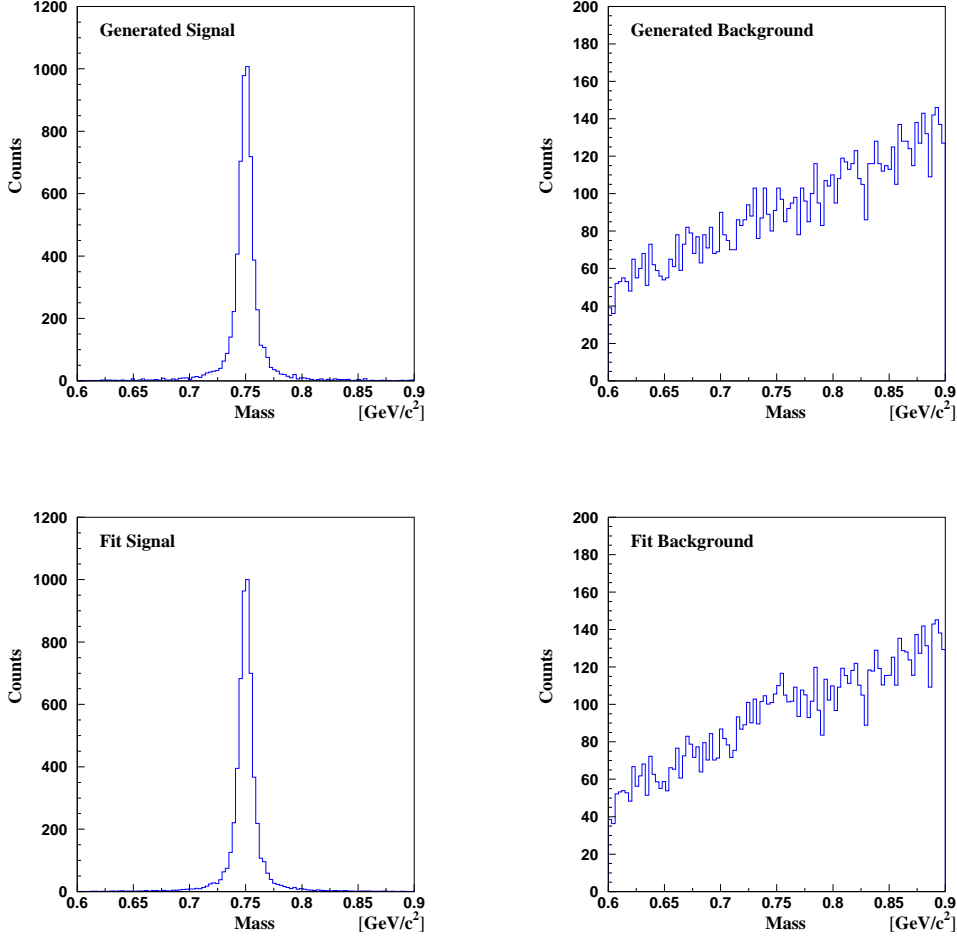 Generated Signal
Counts
1200
1000
800
600
400
200
0
0.6 0.65 0.7 0.75 0.8 0.85 0.9
Mass [GeV/c²]
Generated Background
Counts
200
180
160
140
120
100
80
60
40
20
0
0.6 0.65 0.7 0.75 0.8 0.85 0.9
Mass [GeV/c²]
Fit Signal
Counts
1200
1000
800
600
400
200
0
0.6 0.65 0.7 0.75 0.8 0.85 0.9
Mass [GeV/c²]
Fit Background
Counts
200
180
160
140
120
100
80
60
40
20
0
0.6 0.65 0.7 0.75 0.8 0.85 0.9
Mass [GeV/c²]